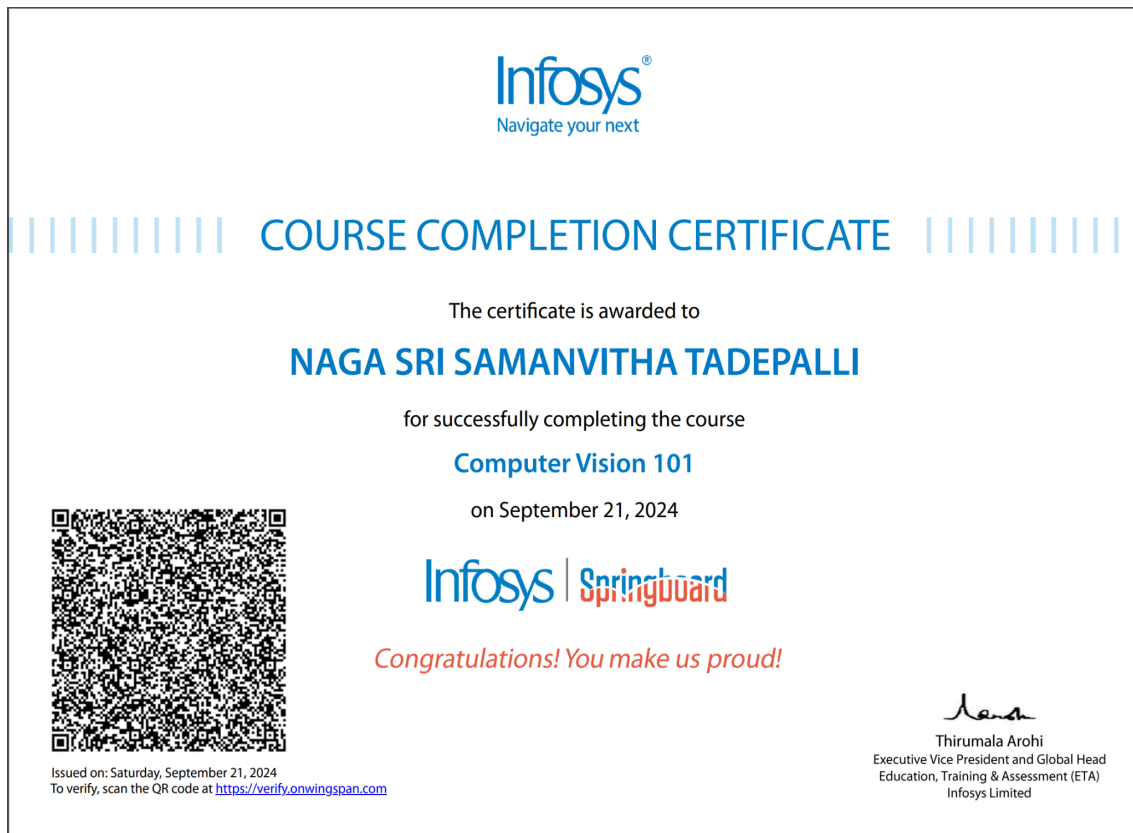 Infosys®
Navigate your next
COURSE COMPLETION CERTIFICATE
The certificate is awarded to
NAGA SRI SAMANVITHA TADEPALLI
for successfully completing the course
Computer Vision 101
on September 21, 2024
Infosys | Springboard
Congratulations! You make us proud!
Issued on: Saturday, September 21, 2024
To verify, scan the QR code at https://verify.onwingspan.com
Thirumala Arohi
Executive Vice President and Global Head
Education, Training & Assessment (ETA)
Infosys Limited